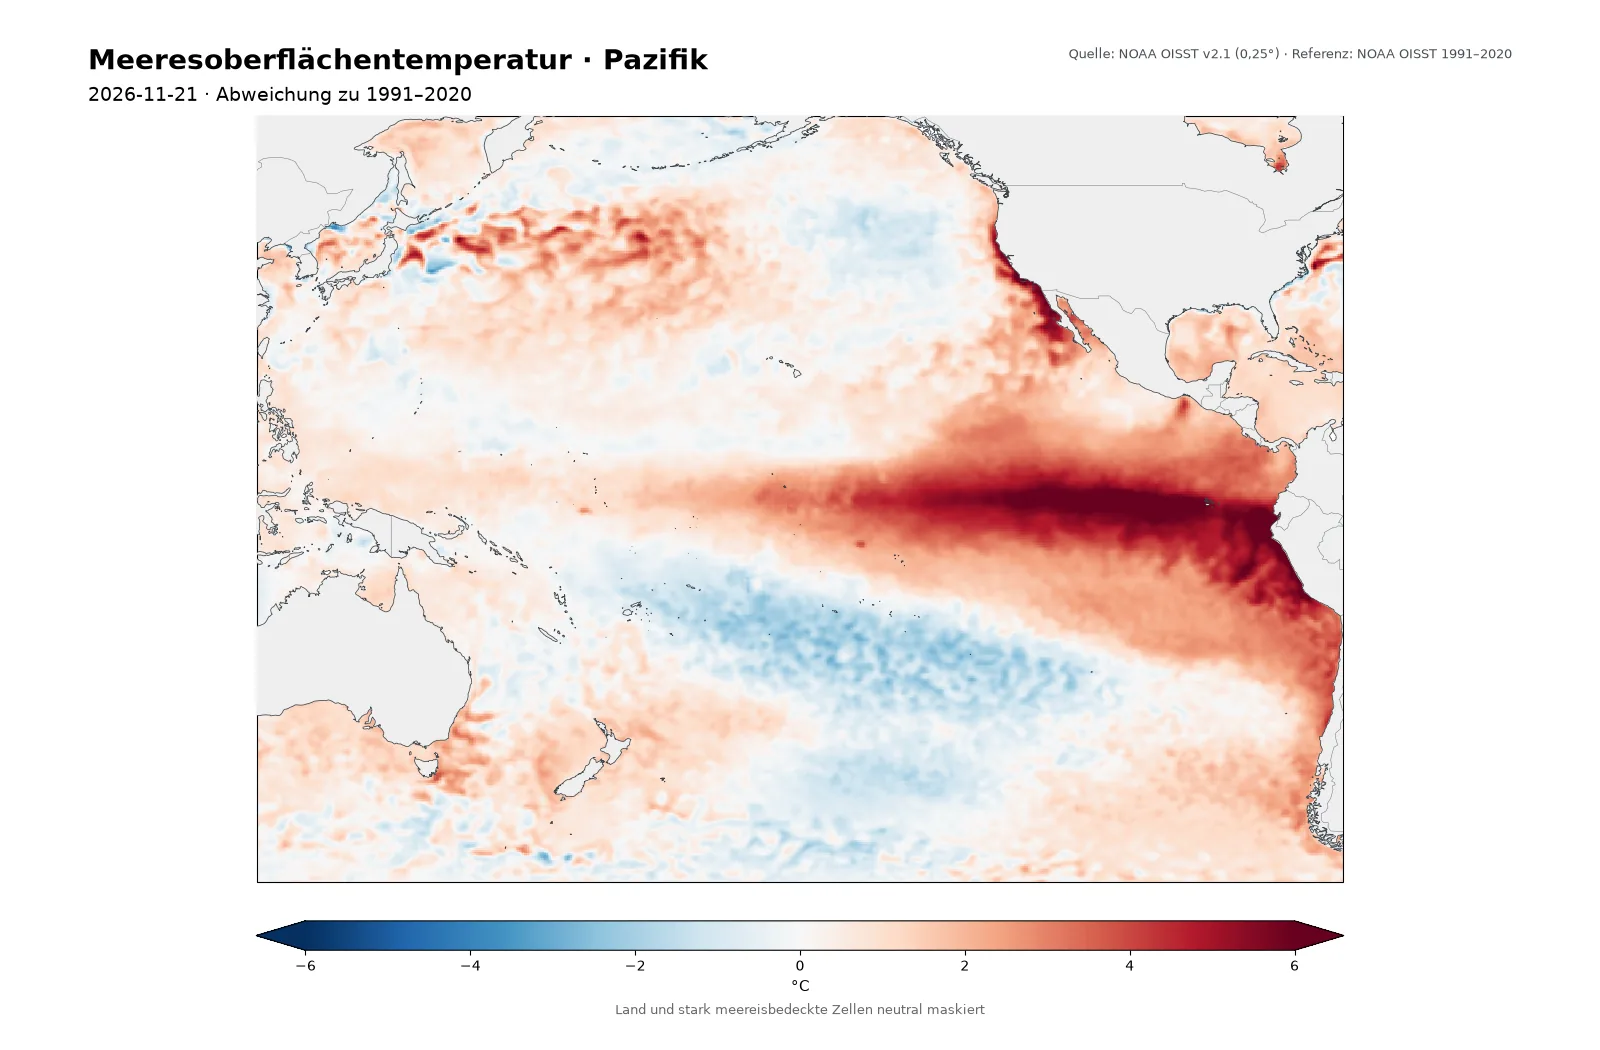 Meeresoberflächentemperatur · Pazifik
Quelle: NOAA OISST v2.1 (0,25°) · Referenz: NOAA OISST 1991–2020
2026-11-21 · Abweichung zu 1991–2020
−6 −4 −2 0 2 4 6
°C
Land und stark meereisbedeckte Zellen neutral maskiert